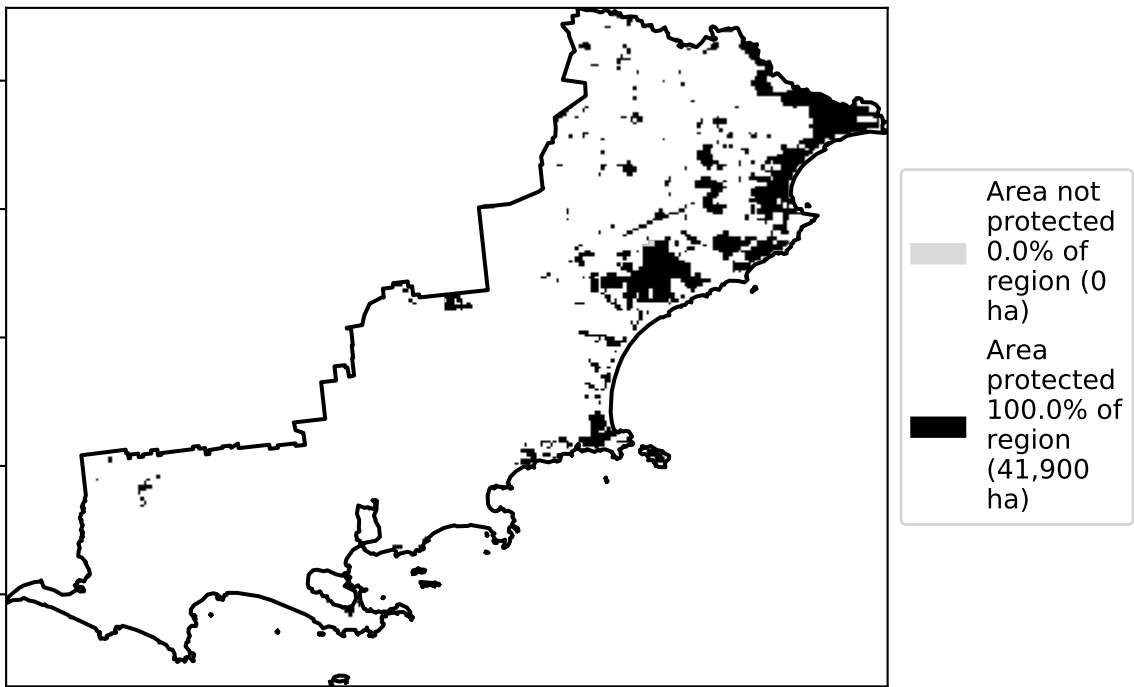 Area not
protected
0.0% of
region (0
ha)
Area
protected
100.0% of
region
(41,900
ha)